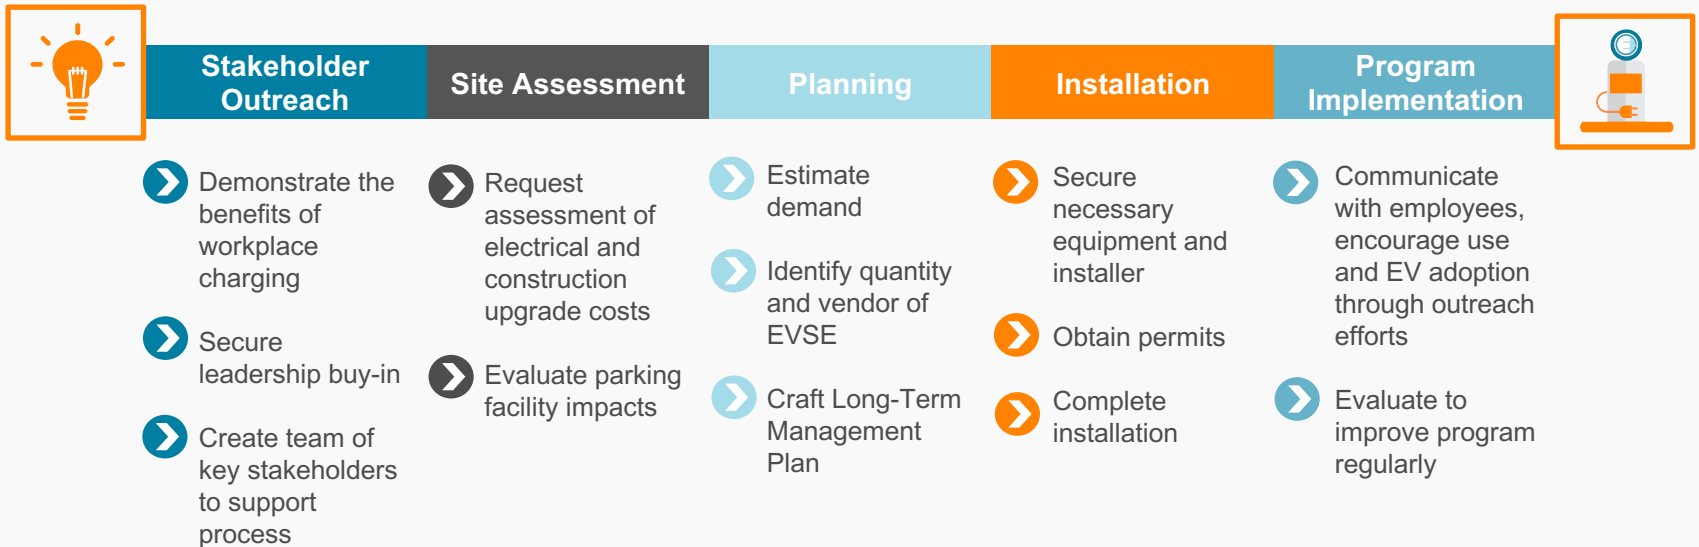 Stakeholder
Outreach
Site Assessment
Planning
Installation
Program
Implementation
Demonstrate the
benefits of
workplace
charging
Secure
leadership buy-in
Create team of
key stakeholders
to support
process
Request
assessment of
electrical and
construction
upgrade costs
Evaluate parking
facility impacts
Estimate
demand
Identify quantity
and vendor of
EVSE
Craft Long-Term
Management
Plan
Secure
necessary
equipment and
installer
Obtain permits
Complete
installation
Communicate
with employees,
encourage use
and EV adoption
through outreach
efforts
Evaluate to
improve program
regularly